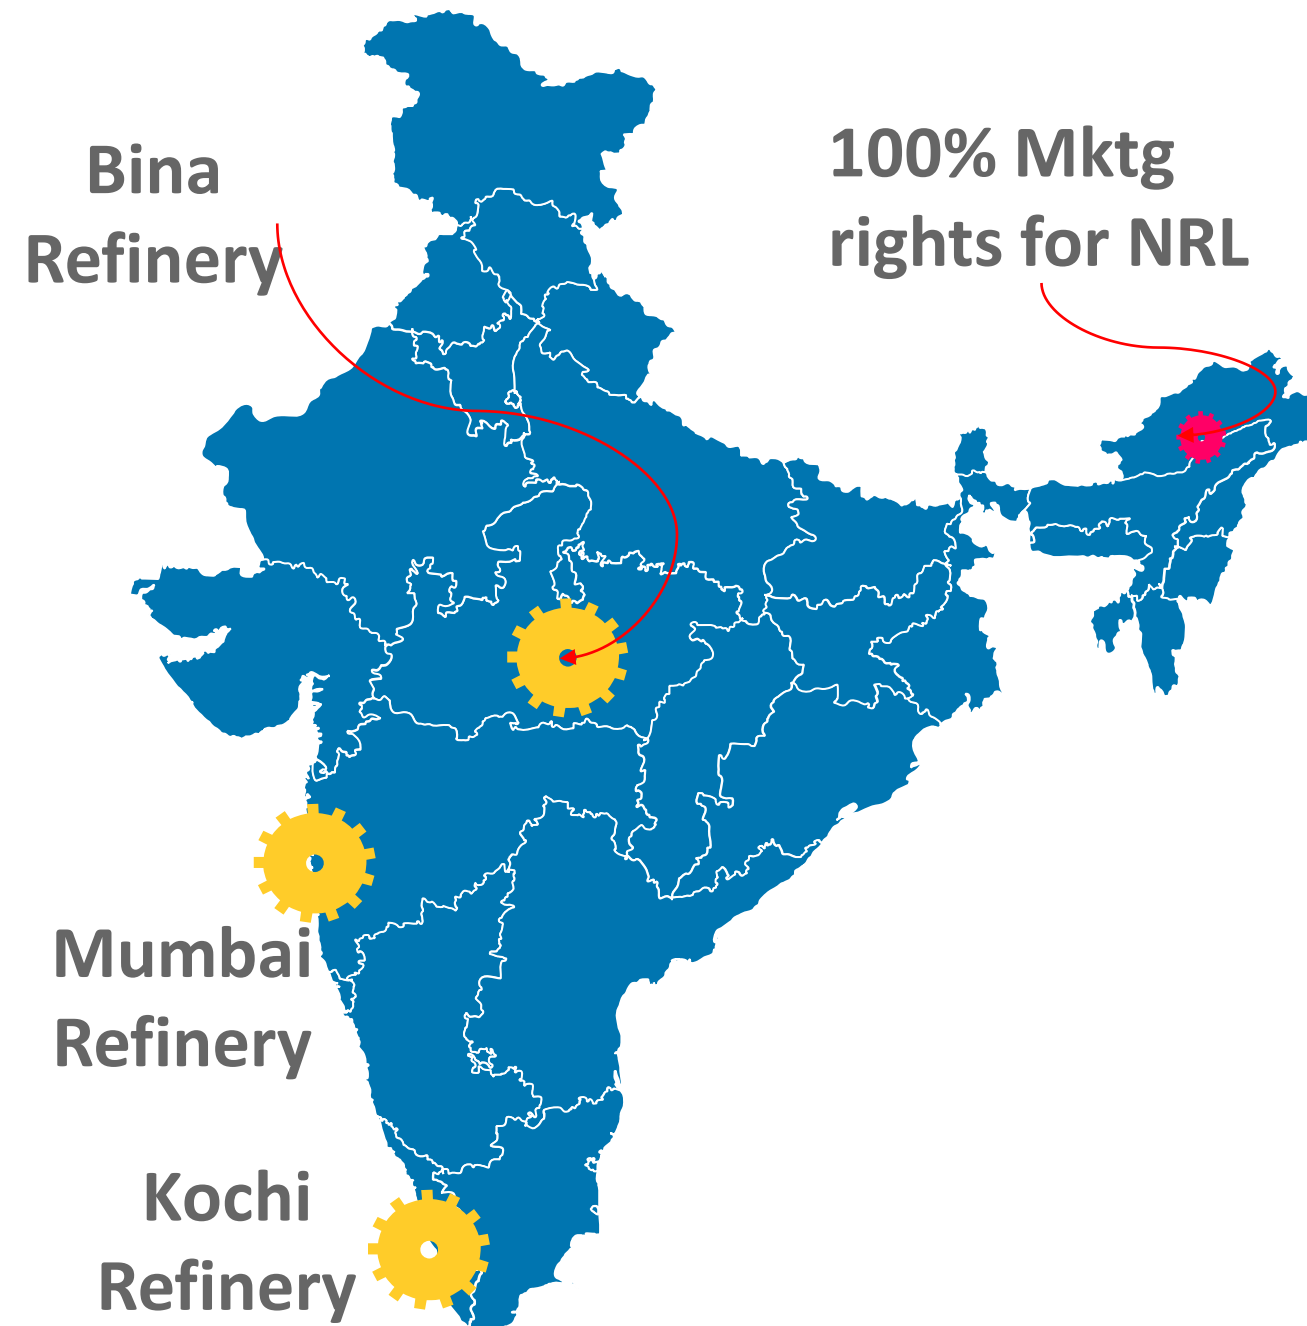 Bina
Refinery
100% Mktg
rights for NRL
Mumbai
Refinery
Kochi
Refinery